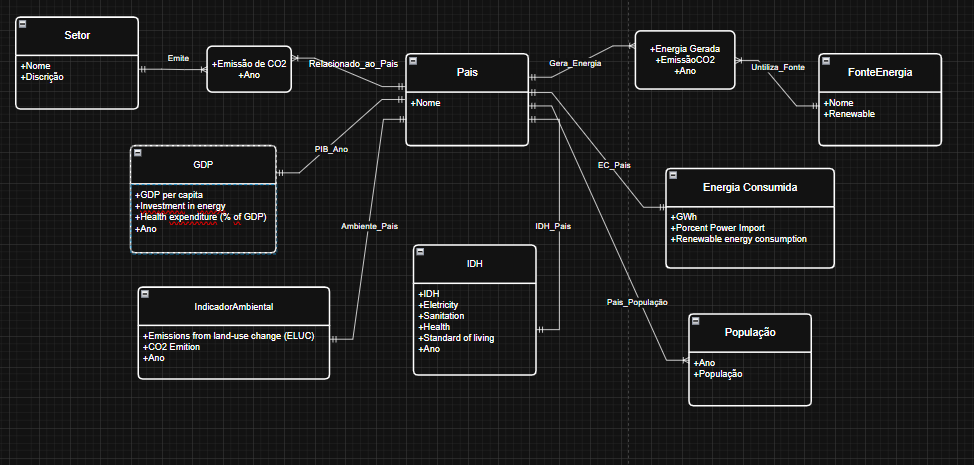 Setor
+Nome
+Discrição
Emite
+Emissão de CO2
+Ano
Relacionado_ao_Pais
Pais
+Nome
Gera_Energia
+Energia Gerada
+EmissãoCO2
+Ano
Untiliza_Fonte
FonteEnergia
+Nome
+Renewable
GDP
+GDP per capita
+Investment in energy
+Health expenditure (% of GDP)
+Ano
PIB_Ano
EC_Pais
Energia Consumida
+GWh
+Porcent Power Import
+Renewable energy consumption
Ambiente_Pais
IDH_Pais
IDH
+IDH
+Eletricity
+Sanitation
+Health
+Standard of living
+Ano
IndicadorAmbiental
+Emissions from land-use change (ELUC)
+CO2 Emition
+Ano
Pais_População
População
+Ano
+População